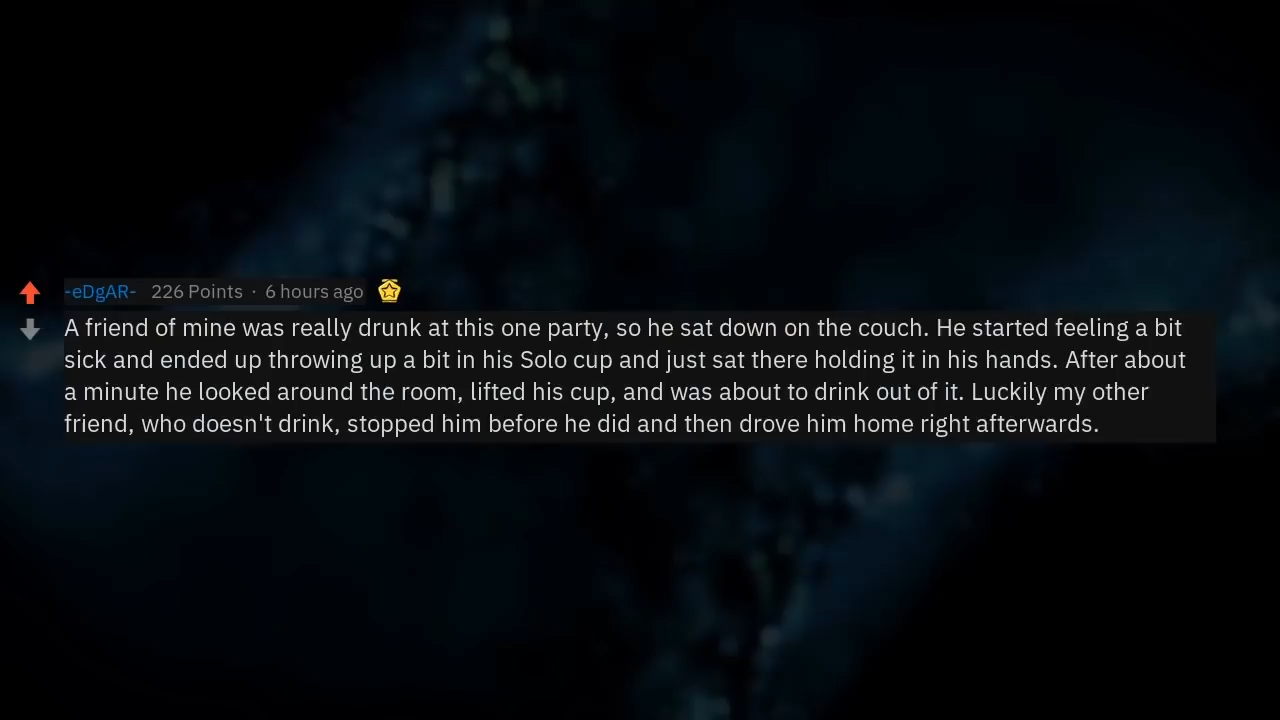 -eDgAR- 226 Points · 6 hours ago
A friend of mine was really drunk at this one party, so he sat down on the couch. He started feeling a bit
sick and ended up throwing up a bit in his Solo cup and just sat there holding it in his hands. After about
a minute he looked around the room, lifted his cup, and was about to drink out of it. Luckily my other
friend, who doesn't drink, stopped him before he did and then drove him home right afterwards.